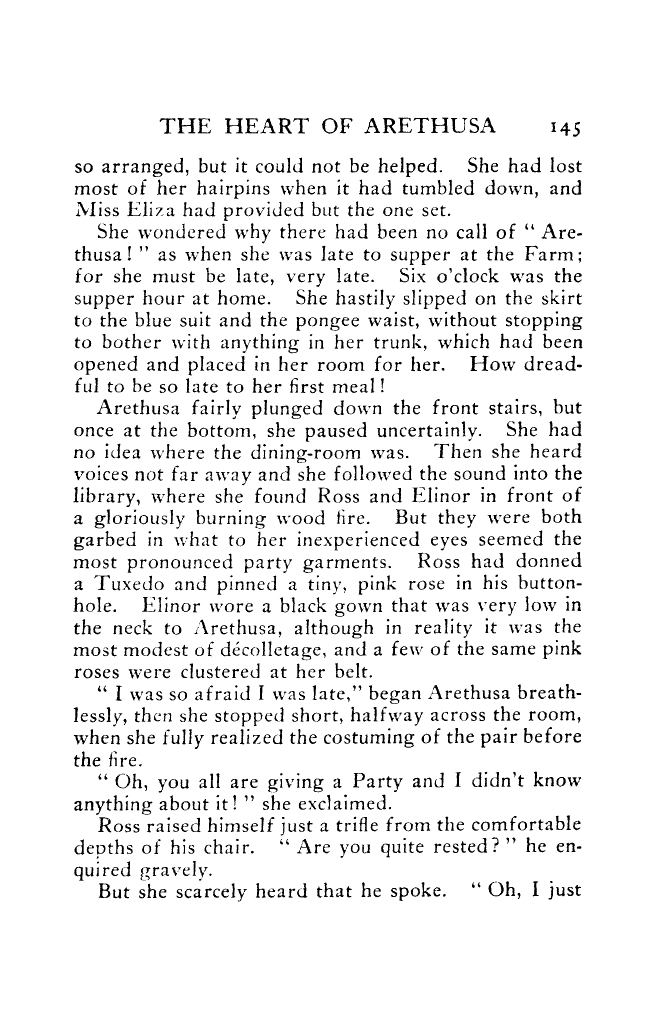 THE HEART OF ARETHUSA 145
so arranged, but it could not be helped. She had lost
most of her hairpins when it had tumbled down, and
Miss Eliza had provided but the one set.
She wondered why there had been no call of “ Are-
thusa! ” as when she was late to supper at the Farm;
for she must be late, very late. Six o’clock was the
supper hour at home. She hastily slipped on the skirt
to the blue suit and the pongee waist, without stopping
to bother with anything in her trunk, which had been
opened and placed in her room for her. How dread-
ful to be so late to her first meal!
Arethusa fairly plunged down the front stairs, but
once at the bottom, she paused uncertainly. She had
no idea where the dining-room was. Then she heard
voices not far away and she followed the sound into the
library, where she found Ross and Elinor in front of
a gloriously burning wood fire. But they were both
garbed in what to her inexperienced eyes seemed the
most pronounced party garments. Ross had donned
a Tuxedo and pinned a tiny, pink rose in his button-
hole. Elinor wore a black gown that was very low in
the neck to Arethusa, although in reality it was the
most modest of décolletage, and a few of the same pink
roses were clustered at her belt.
“ I was so afraid I was late,” began Arethusa breath-
lessly, then she stopped short, halfway across the room,
when she fully realized the costuming of the pair before
the fire.
“ Oh, you all are giving a Party and I didn’t know
anything about it! ” she exclaimed.
Ross raised himself just a trifle from the comfortable
depths of his chair. “ Are you quite rested? ” he en-
quired gravely.
But she scarcely heard that he spoke. “ Oh, I just